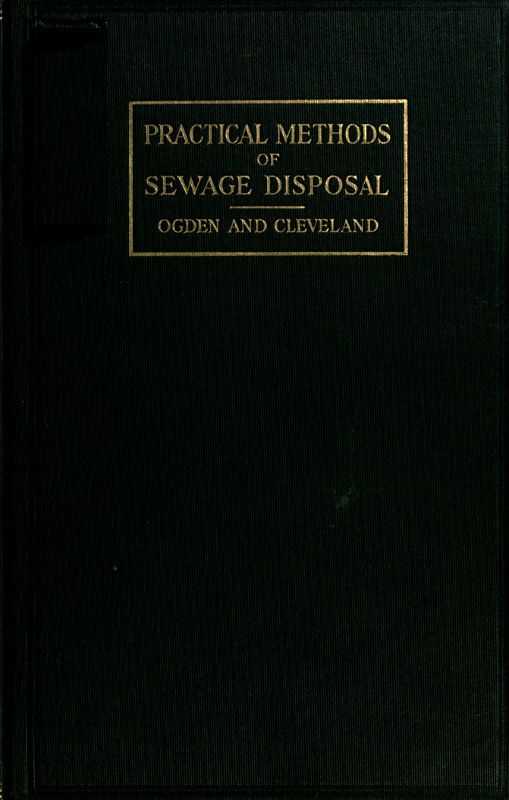 PRACTICAL METHODS
OF
SEWAGE DISPOSAL
OGDEN AND CLEVELAND